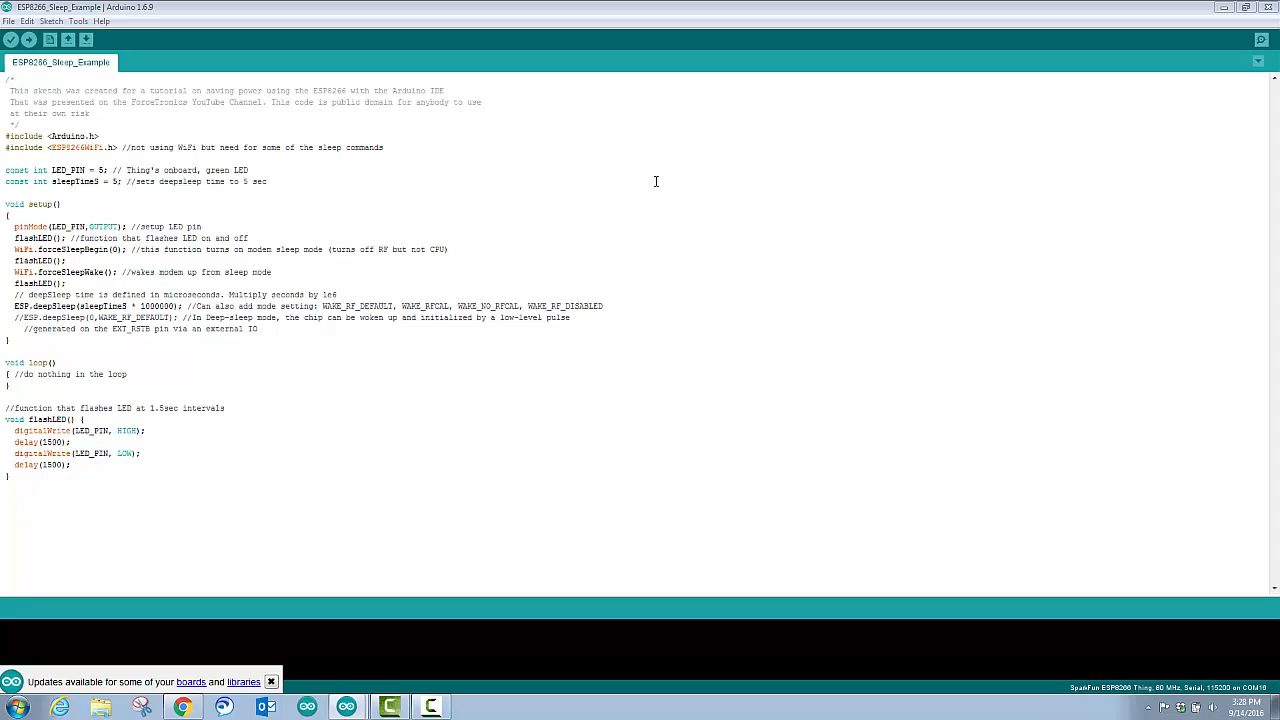 ESP8266_Sleep_Example | Arduino 1.6.9
File Edit Sketch Tools Help
ESP8266_Sleep_Example
/*
This sketch was created for a tutorial on saving power using the ESP8266 with the Arduino IDE
That was presented on the ForceTronics YouTube Channel. This code is public domain for anybody to use
at their own risk
*/
#include <Arduino.h>
#include <ESP8266WiFi.h> //not using WiFi but need for some of the sleep commands
const int LED_PIN = 5; // Thing's onboard, green LED
const int sleepTimeS = 5; //sets deepsleep time to 5 sec
void setup()
{
pinMode(LED_PIN,OUTPUT); //setup LED pin
flashLED(); //function that flashes LED on and off
WiFi.forceSleepBegin(0); //this function turns on modem sleep mode (turns off RF but not CPU)
flashLED();
WiFi.forceSleepWake(); //wakes modem up from sleep mode
flashLED();
// deepSleep time is defined in microseconds. Multiply seconds by 1e6
ESP.deepSleep(sleepTimeS * 1000000); //Can also add mode setting: WAKE_RF_DEFAULT, WAKE_RFCAL, WAKE_NO_RFCAL, WAKE_RF_DISABLED
//ESP.deepSleep(0,WAKE_RF_DEFAULT); //In Deep-sleep mode, the chip can be woken up and initialized by a low-level pulse
//generated on the EXT_RSTB pin via an external IO
}
void loop()
{ //do nothing in the loop
}
//function that flashes LED at 1.5sec intervals
void flashLED() {
digitalWrite(LED_PIN, HIGH);
delay(1500);
digitalWrite(LED_PIN, LOW);
delay(1500);
}
Updates available for some of your boards and libraries
SparkFun ESP8266 Thing, 80 MHz, Serial, 115200 on COM16
3:28 PM
9/14/2016